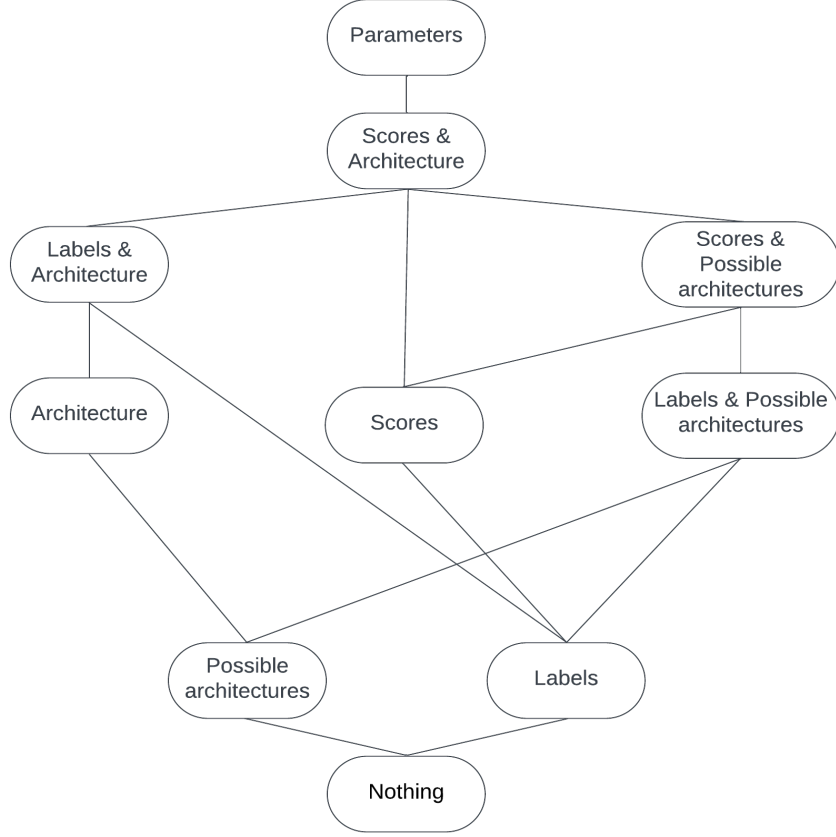 Parameters
Scores &
Architecture
Labels &
Architecture
Scores &
Possible
architectures
Architecture
Scores
Labels & Possible
architectures
Possible
architectures
Labels
Nothing